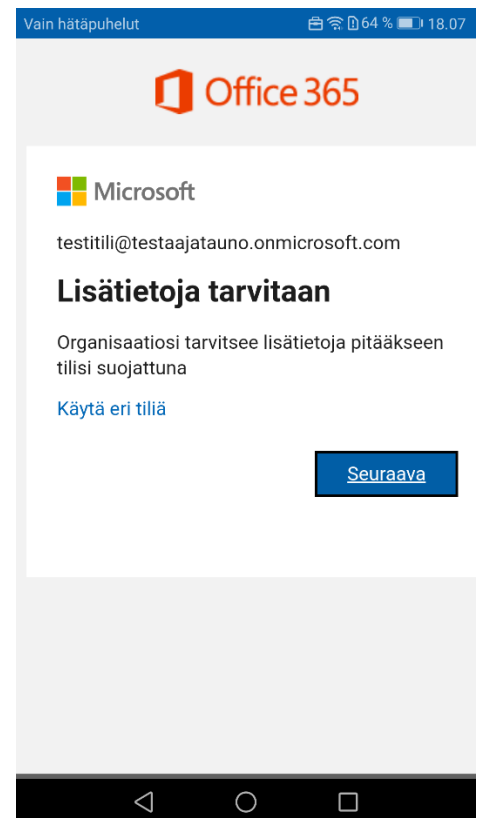 Vain hätäpuhelut 64 % 18.07
Office 365
Microsoft
testitili@testaajatauno.onmicrosoft.com
Lisätietoja tarvitaan
Organisaatiosi tarvitsee lisätietoja pitääkseen
tilisi suojattuna
Käytä eri tiliä
Seuraava